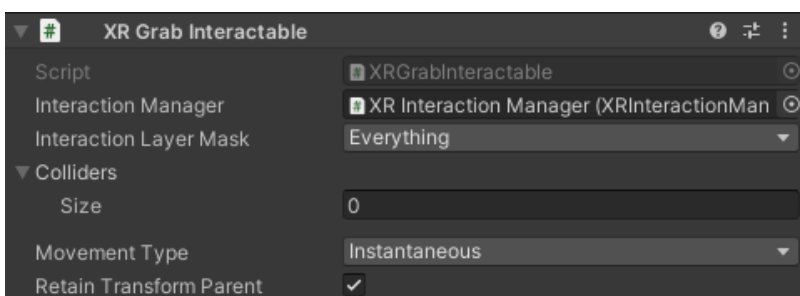 XR Grab Interactable
Script XRGrabInteractable
Interaction Manager XR Interaction Manager (XRInteractionMan
Interaction Layer Mask Everything
Colliders
Size 0
Movement Type Instantaneous
Retain Transform Parent